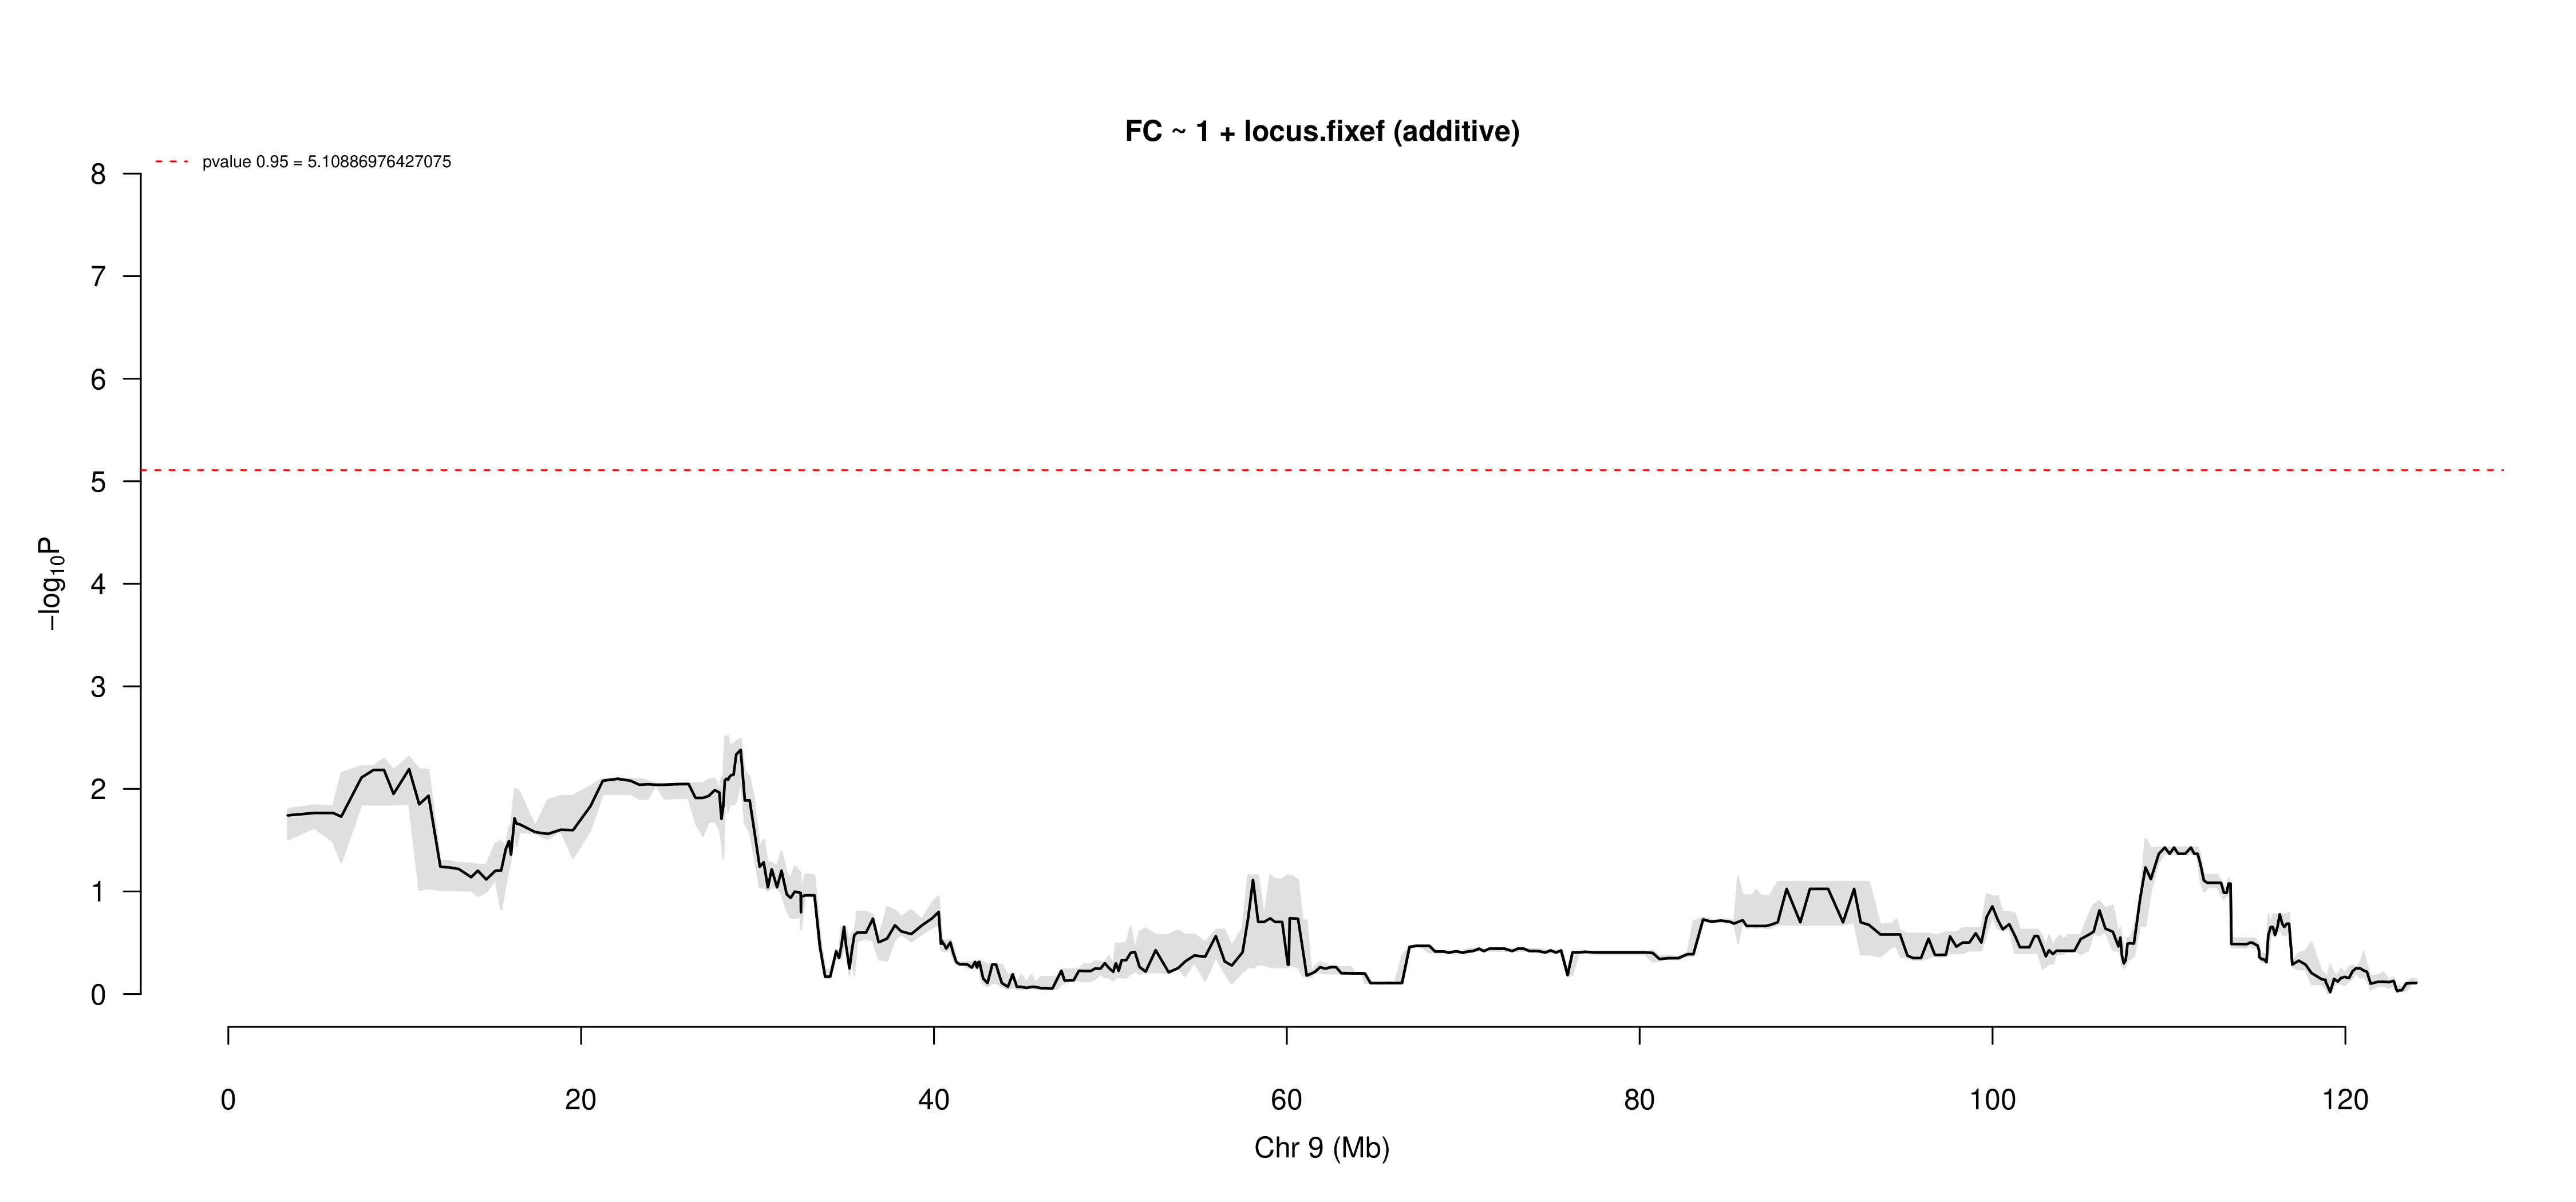 FC ~ 1 + locus.fixef (additive)
pvalue 0.95 = 5.10886976427075
8
7
6
5
4
3
2
1
0
−log10P
0 20 40 60 80 100 120
Chr 9 (Mb)